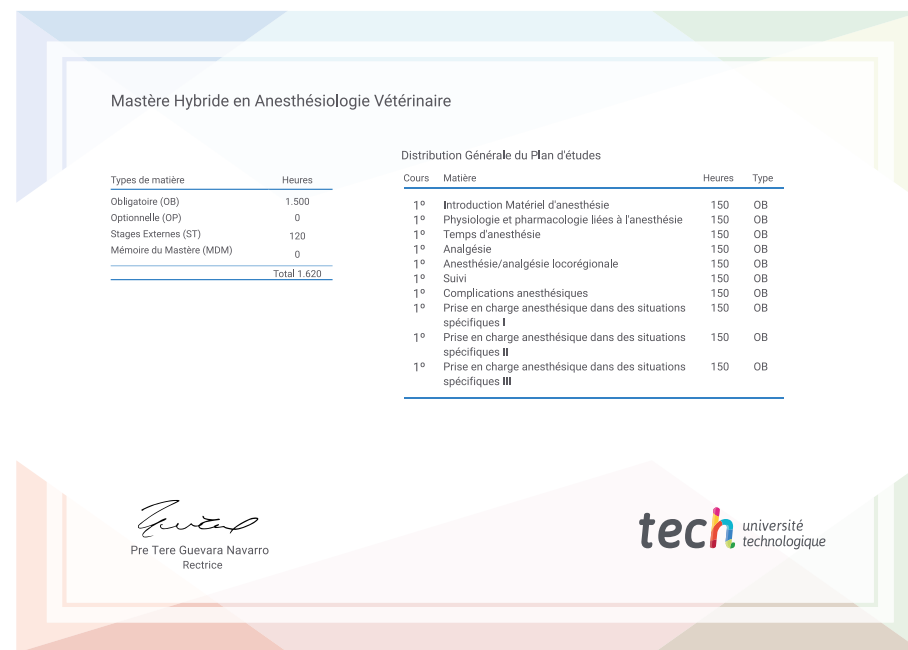 Mastère Hybride en Anesthésiologie Vétérinaire
Types de matière Heures
Obligatoire (OB) 1.500
Optionnelle (OP) 0
Stages Externes (ST) 120
Mémoire du Mastère (MDM) 0
Total 1.620
Distribution Générale du Plan d'études
Cours Matière Heures Type
1º Introduction Matériel d'anesthésie 150 OB
1º Physiologie et pharmacologie liées à l'anesthésie 150 OB
1º Temps d'anesthésie 150 OB
1º Analgésie 150 OB
1º Anesthésie/analgésie locorégionale 150 OB
1º Suivi 150 OB
1º Complications anesthésiques 150 OB
1º Prise en charge anesthésique dans des situations 150 OB
spécifiques I
1º Prise en charge anesthésique dans des situations 150 OB
spécifiques II
1º Prise en charge anesthésique dans des situations 150 OB
spécifiques III
Pre Tere Guevara Navarro
Rectrice
tech université
technologique